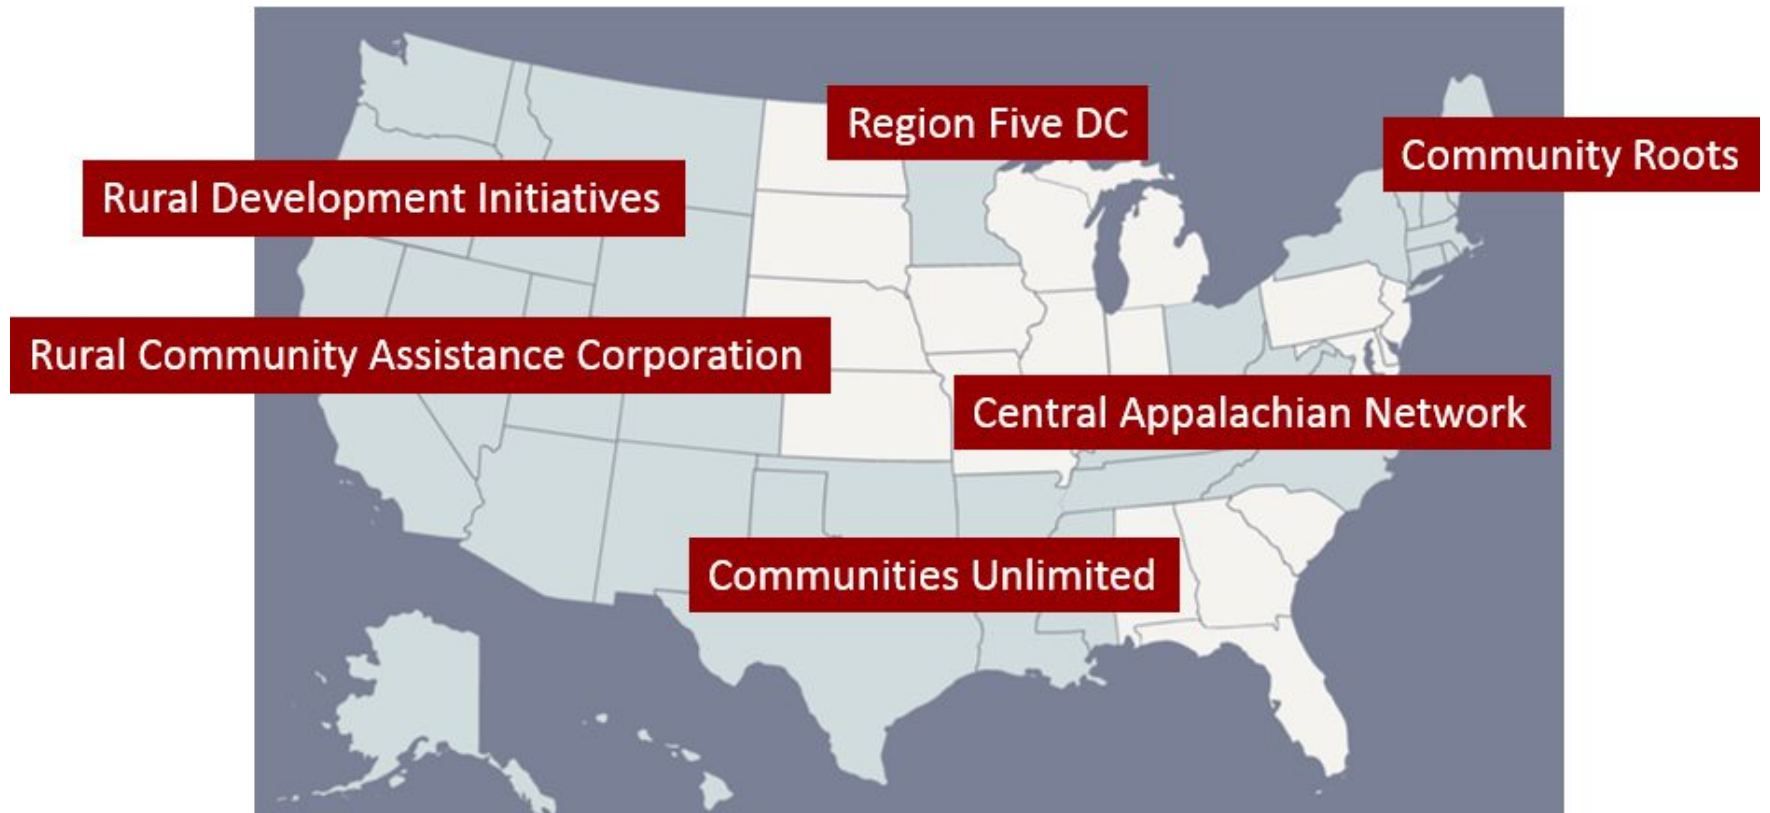 Region Five DC
Community Roots
Rural Development Initiatives
Rural Community Assistance Corporation
Central Appalachian Network
Communities Unlimited